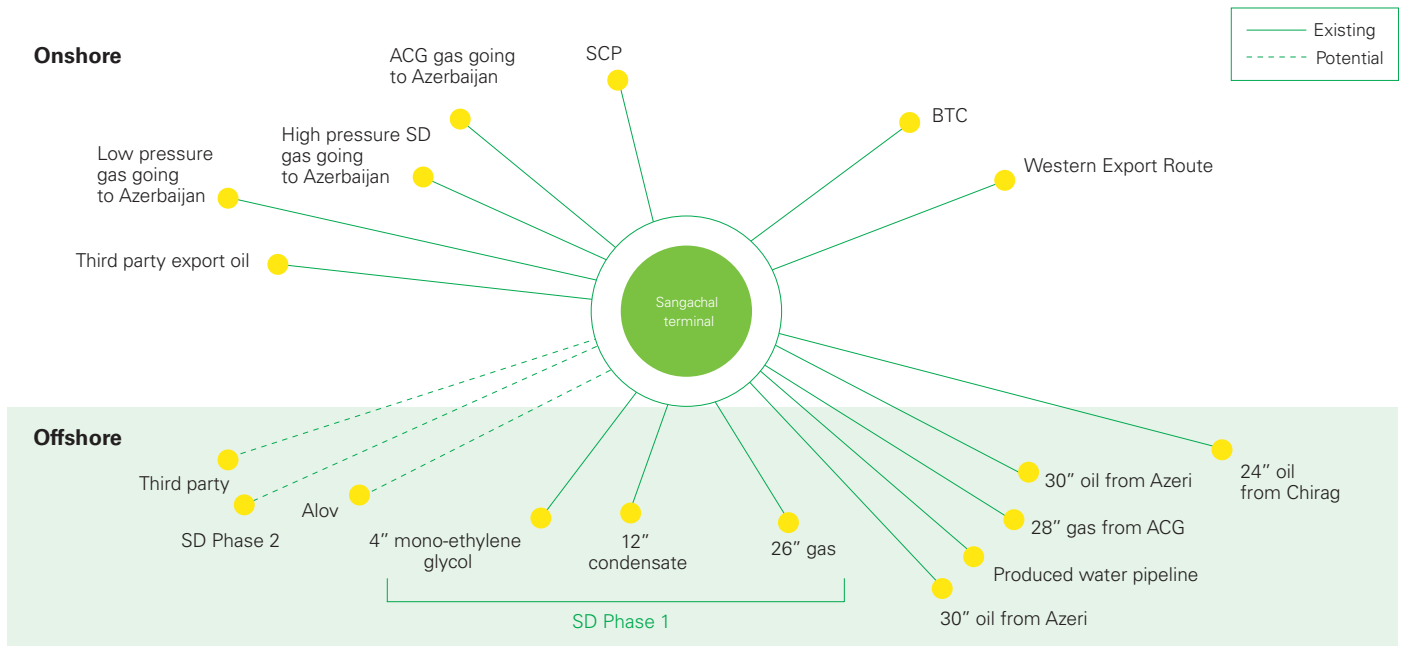 Existing
Potential
Onshore
ACG gas going
to Azerbaijan
SCP
BTC
High pressure SD
gas going
to Azerbaijan
Low pressure
gas going
to Azerbaijan
Western Export Route
Third party export oil
Sangachal
terminal
Offshore
Third party
SD Phase 2
Alov
4” mono-ethylene
glycol
12”
condensate
26” gas
SD Phase 1
30” oil from Azeri
24” oil
from Chirag
28” gas from ACG
Produced water pipeline
30” oil from Azeri